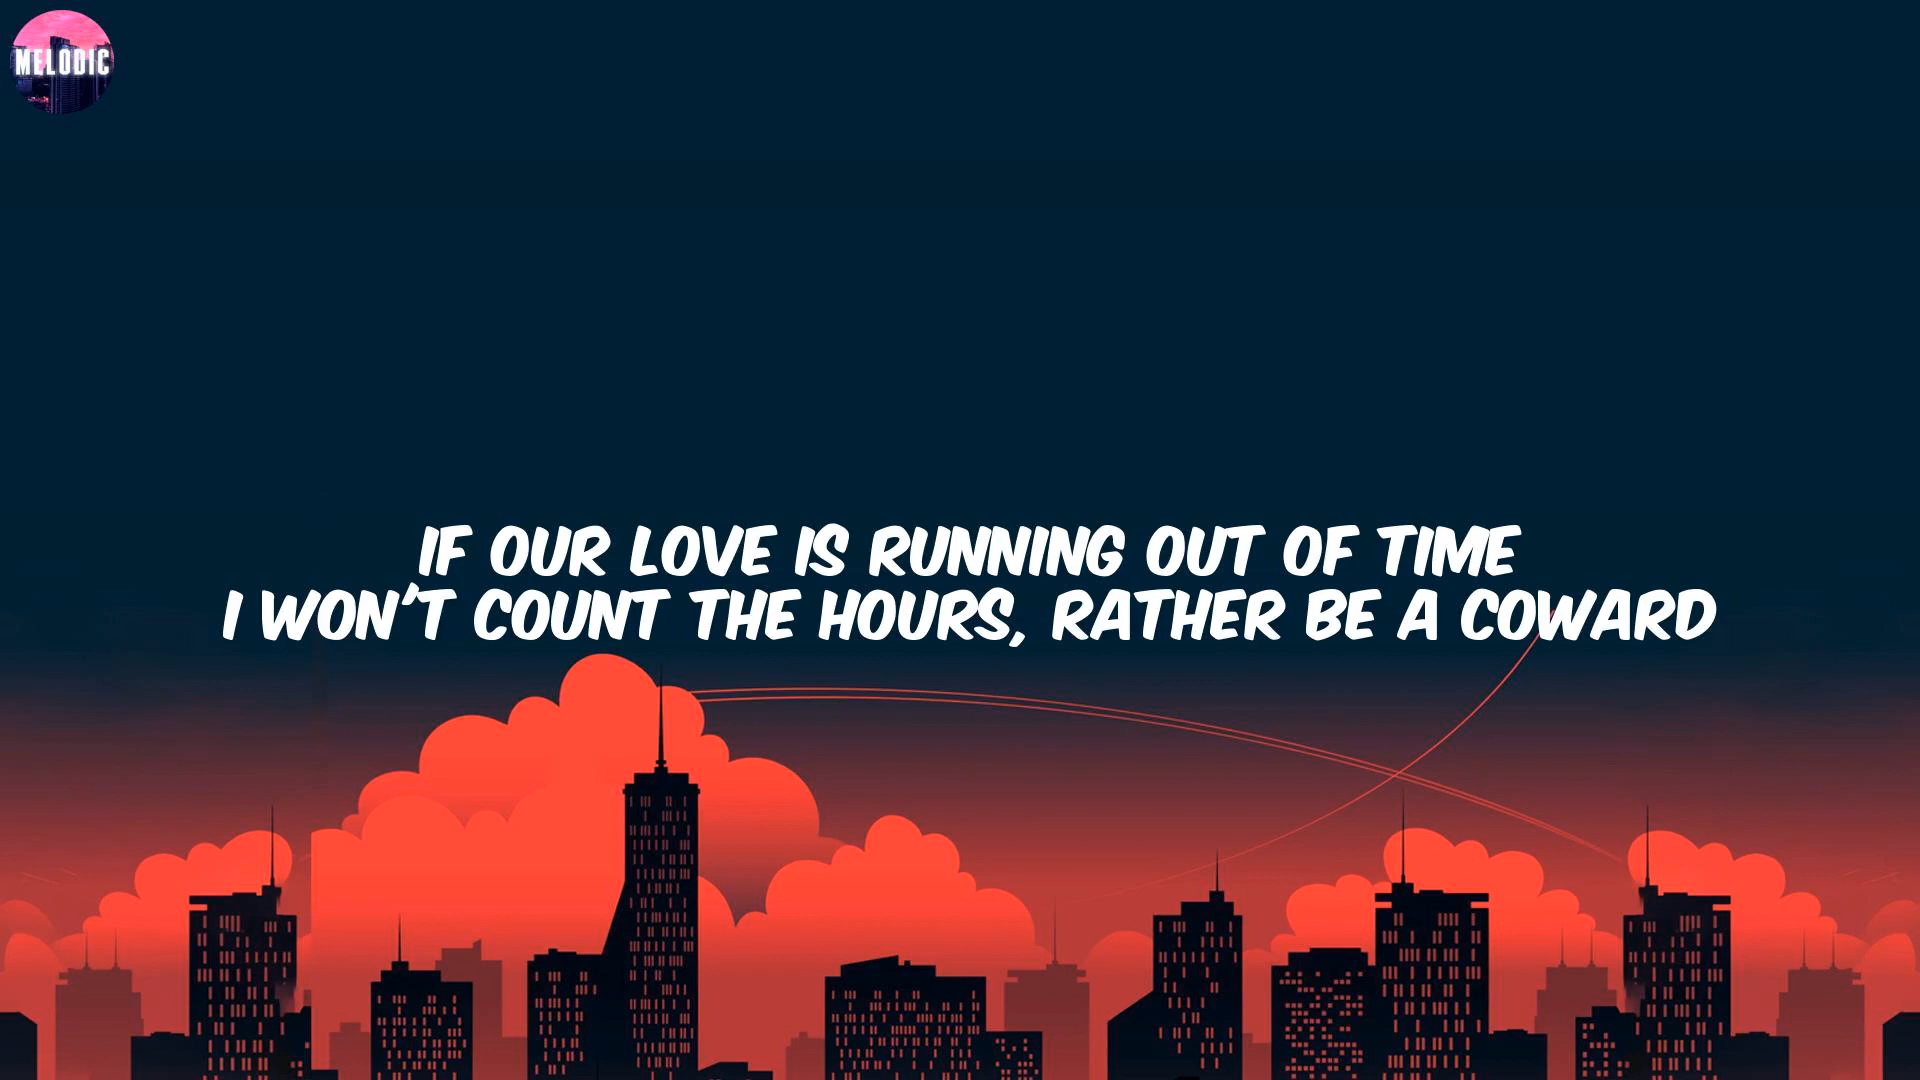 MELODIC
IF OUR LOVE IS RUNNING OUT OF TIME
I WON'T COUNT THE HOURS, RATHER BE A COWARD